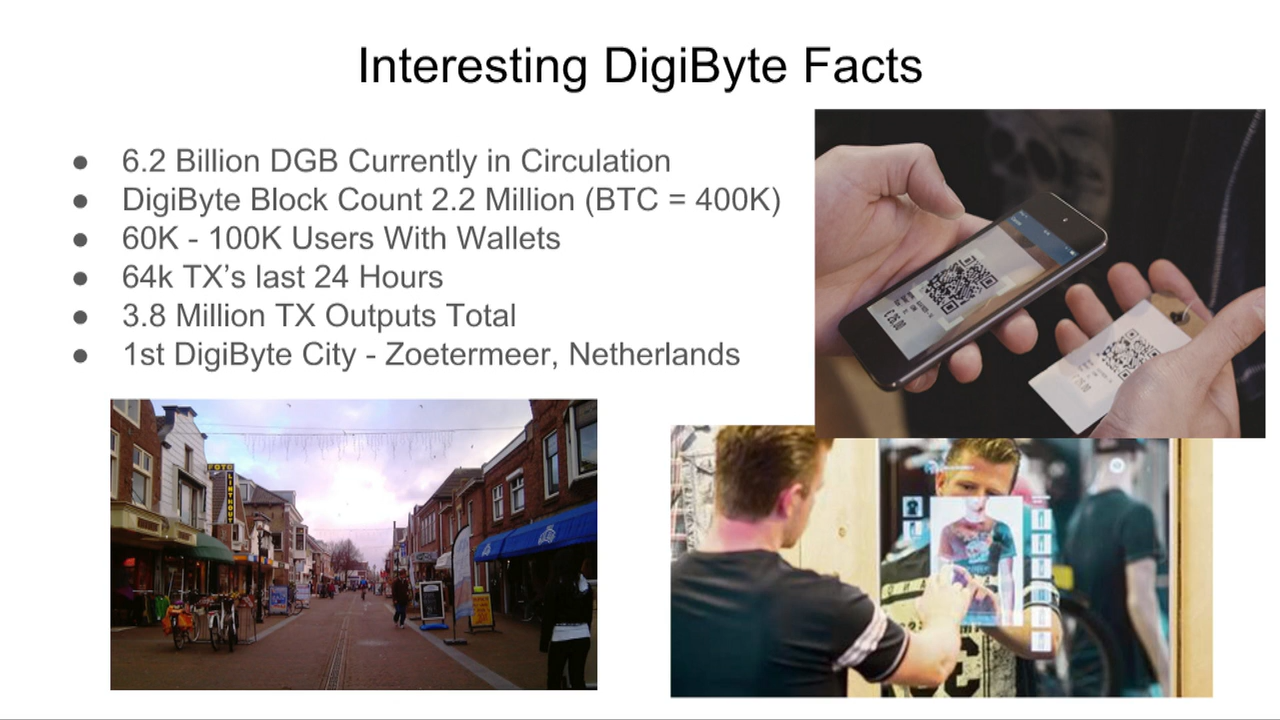 Interesting DigiByte Facts
● 6.2 Billion DGB Currently in Circulation
● DigiByte Block Count 2.2 Million (BTC = 400K)
● 60K - 100K Users With Wallets
● 64k TX's last 24 Hours
● 3.8 Million TX Outputs Total
● 1st DigiByte City - Zoetermeer, Netherlands
FOTO
LINTHOUT